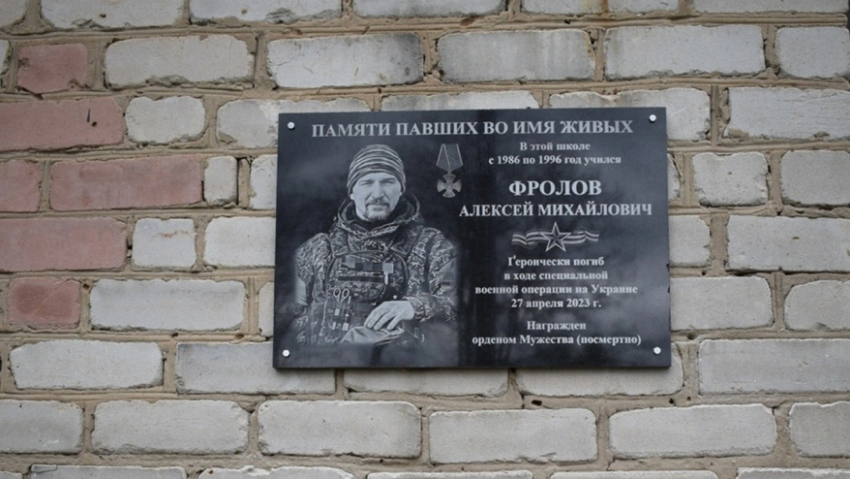 ПАМЯТИ ПАВШИХ ВО ИМЯ ЖИВЫХ
В этой школе
с 1986 по 1996 год учился
ФРОЛОВ
АЛЕКСЕЙ МИХАЙЛОВИЧ
Героически погиб
в ходе специальной
военной операции на Украине
27 апреля 2023 г.
Награжден
орденом Мужества (посмертно)